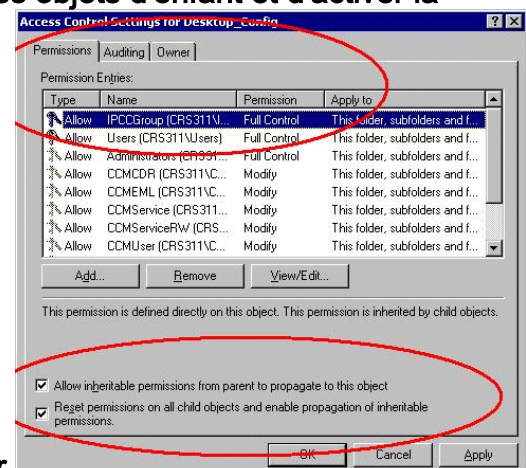 es objets d'enfant et d'activer la
Access Control Settings for Desktop_Config
Permissions Auditing Owner
Permission Entries:
Type Name Permission Apply to
Allow IPCCGroup (CRS311\I... Full Control This folder, subfolders and f...
Allow Users (CRS311\Users) Full Control This folder, subfolders and f...
Allow Administrators (CRS31... Full Control This folder, subfolders and f...
Allow CCMCDR (CRS311\C... Modify This folder, subfolders and f...
Allow CCMEML (CRS311\C... Modify This folder, subfolders and f...
Allow CCMService (CRS311... Modify This folder, subfolders and f...
Allow CCMServiceRW (CRS... Modify This folder, subfolders and f...
Allow CCMUser (CRS311\C... Modify This folder, subfolders and f...
Add... Remove View/Edit...
This permission is defined directly on this object. This permission is inherited by child objects.
Allow inheritable permissions from parent to propagate to this object
Reset permissions on all child objects and enable propagation of inheritable
permissions.
OK Cancel Apply